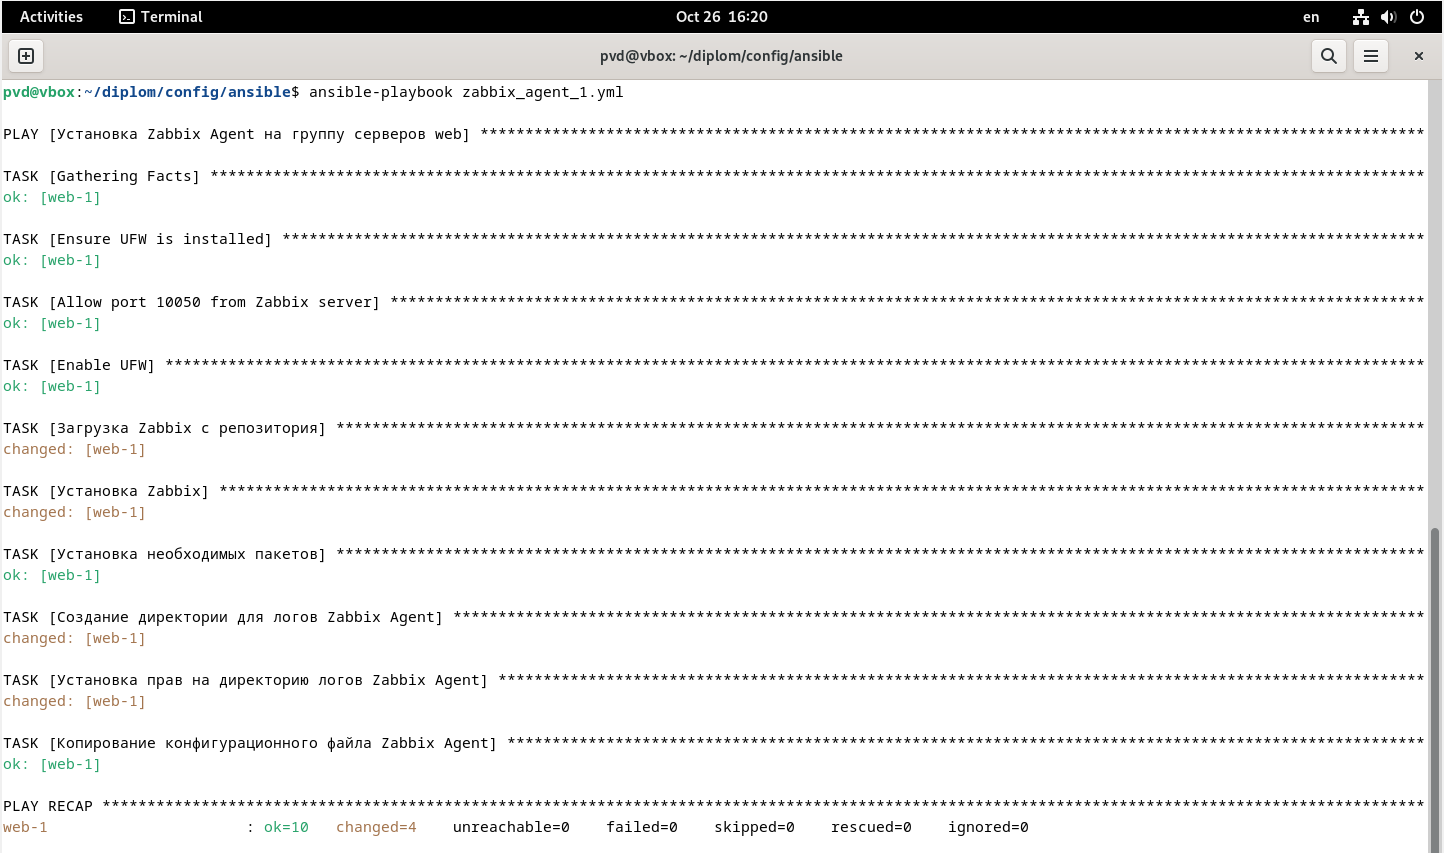 Activities Terminal Oct 26 16:20 en
pvd@vbox: ~/diplom/config/ansible
pvd@vbox:~/diplom/config/ansible$ ansible-playbook zabbix_agent_1.yml
PLAY [Установка Zabbix Agent на группу серверов web] *********************************************************************************************************
TASK [Gathering Facts] ***************************************************************************************************************************************
ok: [web-1]
TASK [Ensure UFW is installed] *******************************************************************************************************************************
ok: [web-1]
TASK [Allow port 10050 from Zabbix server] *******************************************************************************************************************
ok: [web-1]
TASK [Enable UFW] ********************************************************************************************************************************************
ok: [web-1]
TASK [Загрузка Zabbix с репозитория] *************************************************************************************************************************
changed: [web-1]
TASK [Установка Zabbix] **************************************************************************************************************************************
changed: [web-1]
TASK [Установка необходимых пакетов] *************************************************************************************************************************
ok: [web-1]
TASK [Создание директории для логов Zabbix Agent] ************************************************************************************************************
changed: [web-1]
TASK [Установка прав на директорию логов Zabbix Agent] *******************************************************************************************************
changed: [web-1]
TASK [Копирование конфигурационного файла Zabbix Agent] ******************************************************************************************************
ok: [web-1]
PLAY RECAP ***************************************************************************************************************************************************
web-1 : ok=10 changed=4 unreachable=0 failed=0 skipped=0 rescued=0 ignored=0